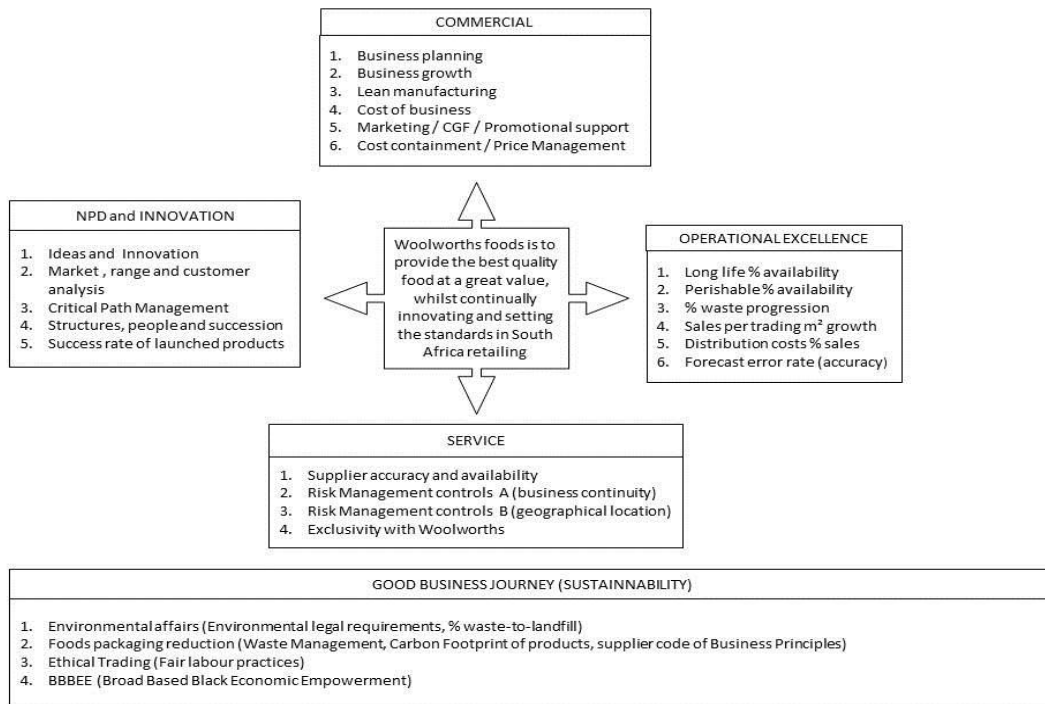 COMMERCIAL
1. Business planning
2. Business growth
3. Lean manufacturing
4. Cost of business
5. Marketing / CGF / Promotional support
6. Cost containment / Price Management
NPD and INNOVATION
1. Ideas and Innovation
2. Market , range and customer
analysis
3. Critical Path Management
4. Structures, people and succession
5. Success rate of launched products
Woolworths foods is to
provide the best quality
food at a great value,
whilst continually
innovating and setting
the standards in South
Africa retailing
OPERATIONAL EXCELLENCE
1. Long life % availability
2. Perishable % availability
3. % waste progression
4. Sales per trading m² growth
5. Distribution costs % sales
6. Forecast error rate (accuracy)
SERVICE
1. Supplier accuracy and availability
2. Risk Management controls A (business continuity)
3. Risk Management controls B (geographical location)
4. Exclusivity with Woolworths
GOOD BUSINESS JOURNEY (SUSTAINNABILITY)
1. Environmental affairs (Environmental legal requirements, % waste-to-landfill)
2. Foods packaging reduction (Waste Management, Carbon Footprint of products, supplier code of Business Principles)
3. Ethical Trading (Fair labour practices)
4. BBBEE (Broad Based Black Economic Empowerment)